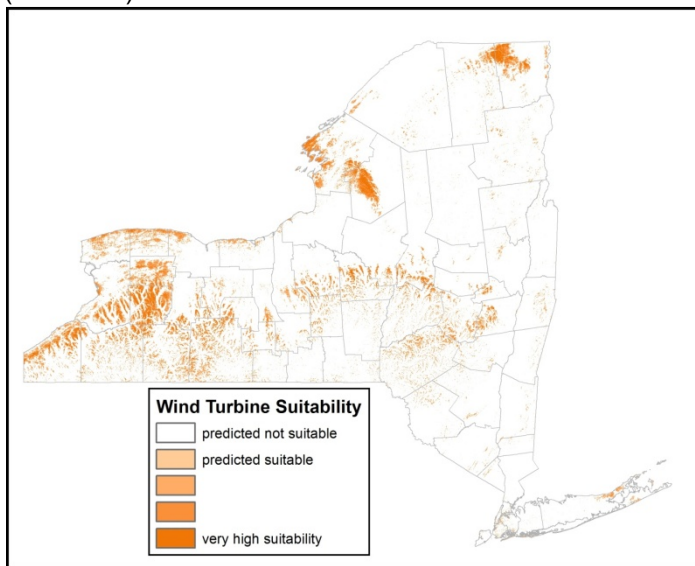 Wind Turbine Suitability
predicted not suitable
predicted suitable
very high suitability